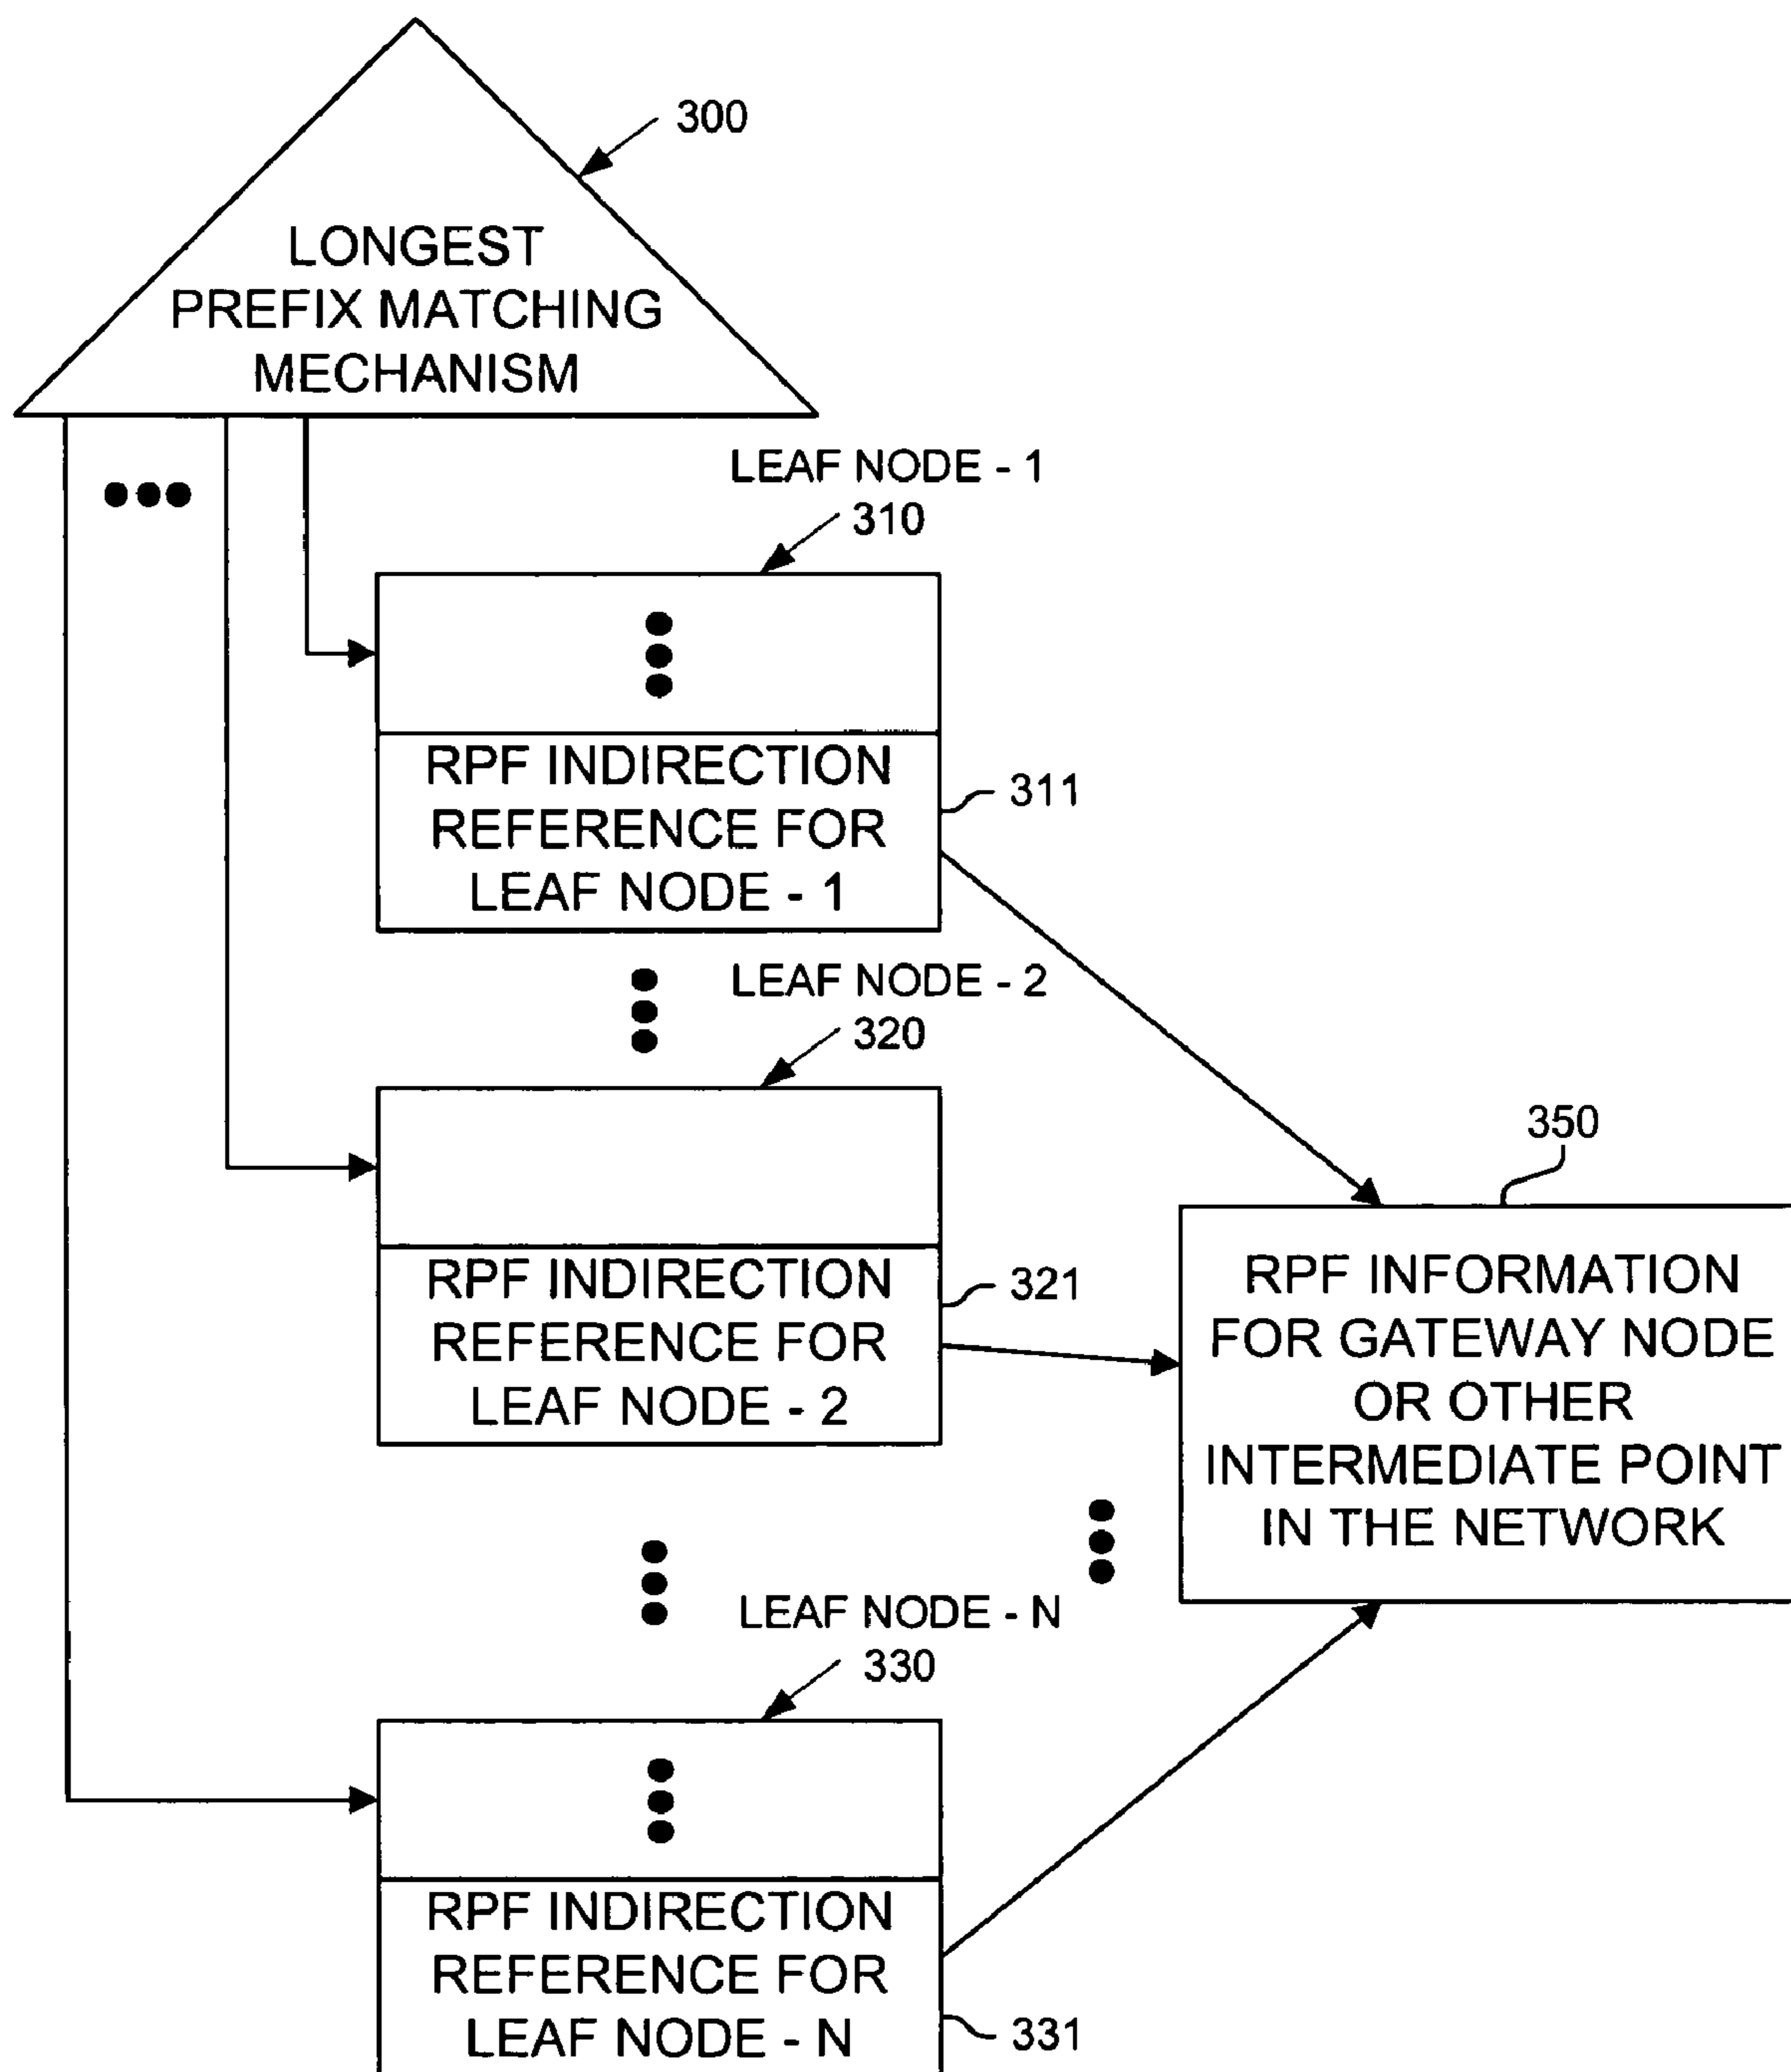 300
LONGEST
PREFIX MATCHING
MECHANISM
LEAF NODE - 1
310
RPF INDIRECTION
REFERENCE FOR
LEAF NODE - 1
311
LEAF NODE - 2
320
RPF INDIRECTION
REFERENCE FOR
LEAF NODE - 2
321
350
RPF INFORMATION
FOR GATEWAY NODE
OR OTHER
INTERMEDIATE POINT
IN THE NETWORK
LEAF NODE - N
330
RPF INDIRECTION
REFERENCE FOR
LEAF NODE - N
331